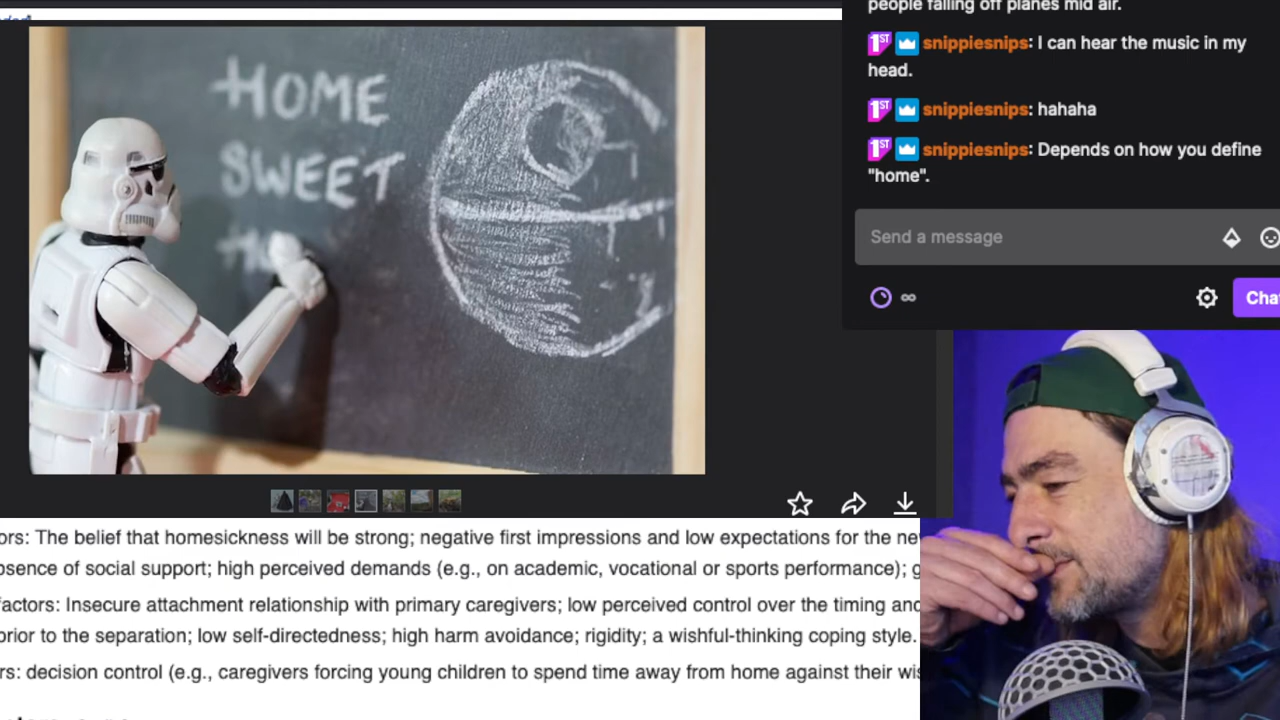 HOME
SWEET
people falling off planes mid air.
1ST snippiesnips: I can hear the music in my
head.
1ST snippiesnips: hahaha
1ST snippiesnips: Depends on how you define
"home".
Send a message
∞
Cha
ors: The belief that homesickness will be strong; negative first impressions and low expectations for the ne
bsence of social support; high perceived demands (e.g., on academic, vocational or sports performance); g
factors: Insecure attachment relationship with primary caregivers; low perceived control over the timing and
prior to the separation; low self-directedness; high harm avoidance; rigidity; a wishful-thinking coping style.
rs: decision control (e.g., caregivers forcing young children to spend time away from home against their wis